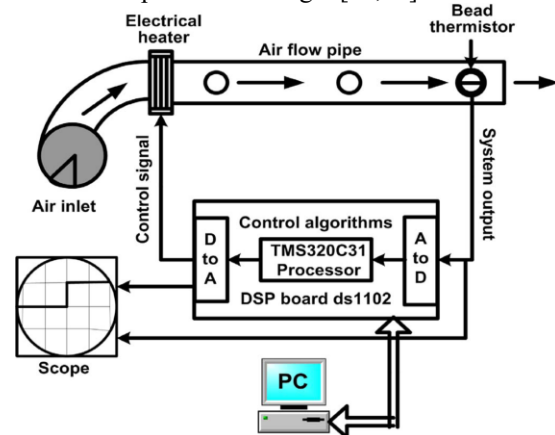 Electrical
heater
Bead
thermistor
Air flow pipe
Air inlet
Control signal
System output
Control algorithms
D
to
A
TMS320C31
Processor
A
to
D
DSP board ds1102
Scope
PC